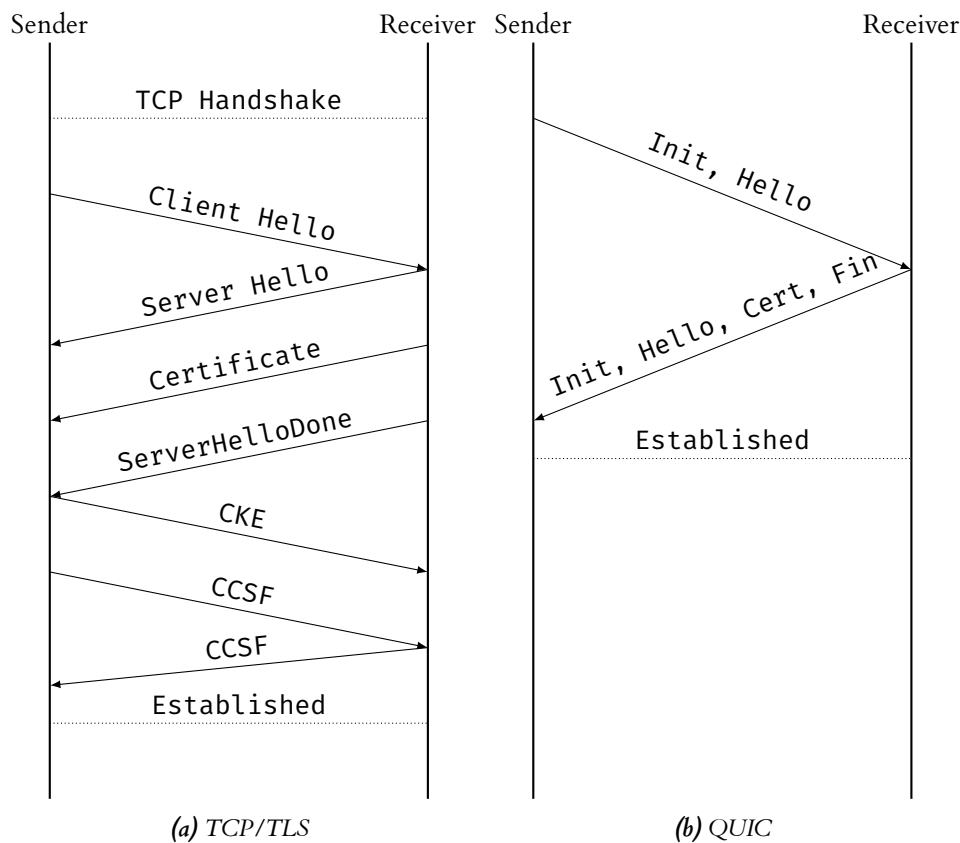 Sender
Receiver
TCP Handshake
Client Hello
Server Hello
Certificate
ServerHelloDone
CKE
CCSF
CCSF
Established
(a) TCP/TLS
Sender
Receiver
Init, Hello
Init, Hello, Cert, Fin
Established
(b) QUIC